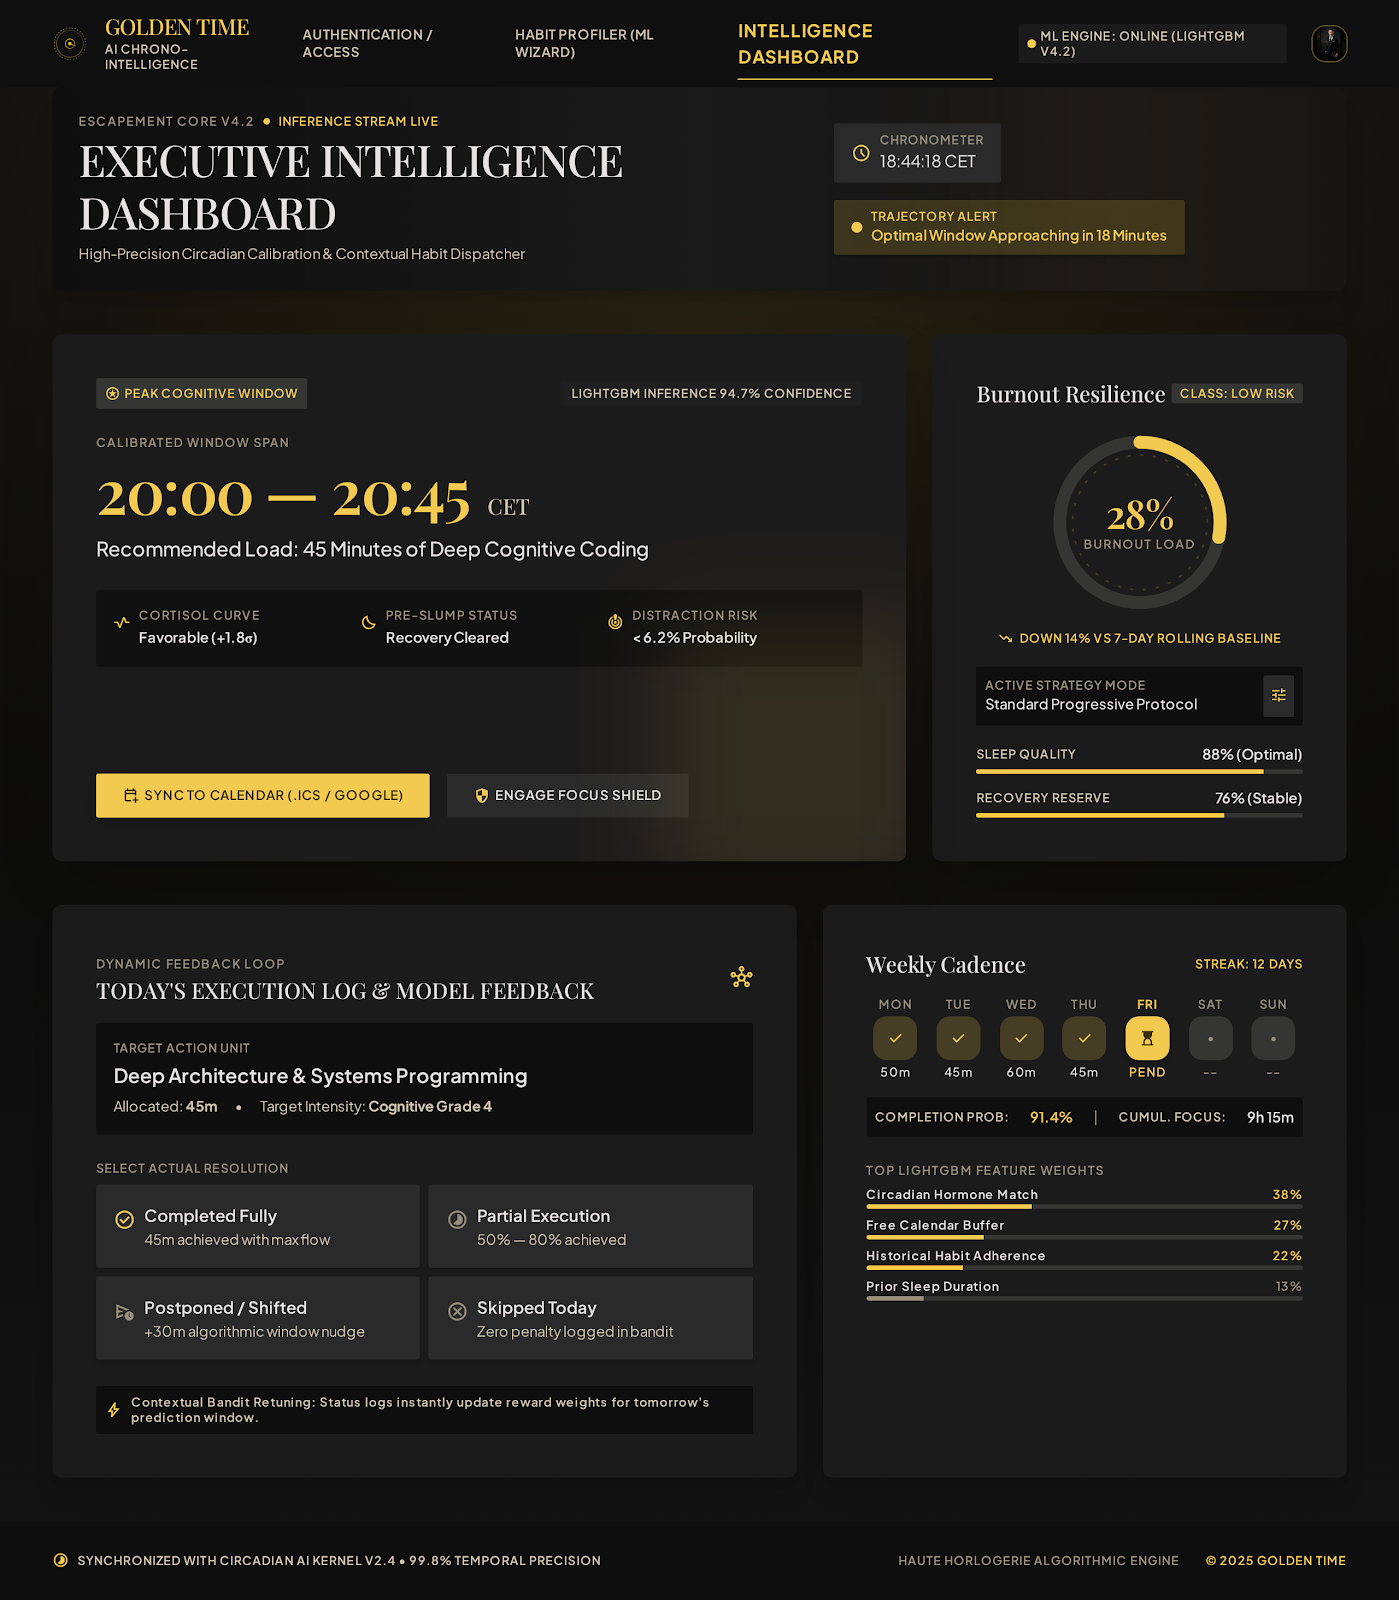 GOLDEN TIME
AI CHRONO-
INTELLIGENCE
AUTHENTICATION /
ACCESS
HABIT PROFILER (ML
WIZARD)
INTELLIGENCE
DASHBOARD
ML ENGINE: ONLINE (LIGHTGBM
V4.2)
ESCAPEMENT CORE V4.2 ● INFERENCE STREAM LIVE
EXECUTIVE INTELLIGENCE
DASHBOARD
High-Precision Circadian Calibration & Contextual Habit Dispatcher
CHRONOMETER
18:44:18 CET
TRAJECTORY ALERT
Optimal Window Approaching in 18 Minutes
PEAK COGNITIVE WINDOW
LIGHTGBM INFERENCE 94.7% CONFIDENCE
CALIBRATED WINDOW SPAN
20:00 — 20:45 CET
Recommended Load: 45 Minutes of Deep Cognitive Coding
CORTISOL CURVE
Favorable (+1.8σ)
PRE-SLUMP STATUS
Recovery Cleared
DISTRACTION RISK
< 6.2% Probability
SYNC TO CALENDAR (.ICS / GOOGLE)
ENGAGE FOCUS SHIELD
Burnout Resilience
CLASS: LOW RISK
28%
BURNOUT LOAD
DOWN 14% VS 7-DAY ROLLING BASELINE
ACTIVE STRATEGY MODE
Standard Progressive Protocol
SLEEP QUALITY 88% (Optimal)
RECOVERY RESERVE 76% (Stable)
DYNAMIC FEEDBACK LOOP
TODAY'S EXECUTION LOG & MODEL FEEDBACK
TARGET ACTION UNIT
Deep Architecture & Systems Programming
Allocated: 45m • Target Intensity: Cognitive Grade 4
SELECT ACTUAL RESOLUTION
Completed Fully
45m achieved with max flow
Partial Execution
50% — 80% achieved
Postponed / Shifted
+30m algorithmic window nudge
Skipped Today
Zero penalty logged in bandit
Contextual Bandit Retuning: Status logs instantly update reward weights for tomorrow's
prediction window.
Weekly Cadence
STREAK: 12 DAYS
MON TUE WED THU FRI SAT SUN
50m 45m 60m 45m PEND -- --
COMPLETION PROB: 91.4% | CUMUL. FOCUS: 9h 15m
TOP LIGHTGBM FEATURE WEIGHTS
Circadian Hormone Match 38%
Free Calendar Buffer 27%
Historical Habit Adherence 22%
Prior Sleep Duration 13%
SYNCHRONIZED WITH CIRCADIAN AI KERNEL V2.4 • 99.8% TEMPORAL PRECISION
HAUTE HORLOGERIE ALGORITHMIC ENGINE
© 2025 GOLDEN TIME